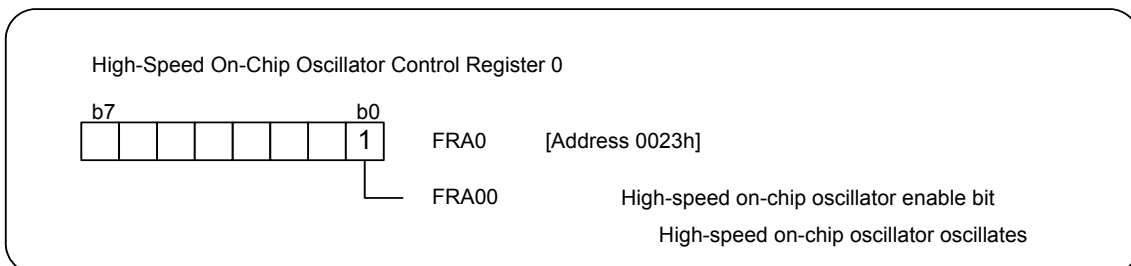 High-Speed On-Chip Oscillator Control Register 0
b7 b0
1 FRA0 [Address 0023h]
FRA00 High-speed on-chip oscillator enable bit
High-speed on-chip oscillator oscillates